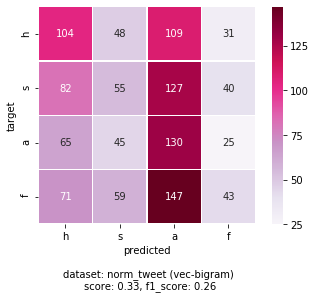 h 104 48 109 31
125
s 82 55 127 40
100
target
75
a 65 45 130 25
50
f 71 59 147 43
25
h s a f
predicted
dataset: norm_tweet (vec-bigram)
score: 0.33, f1_score: 0.26